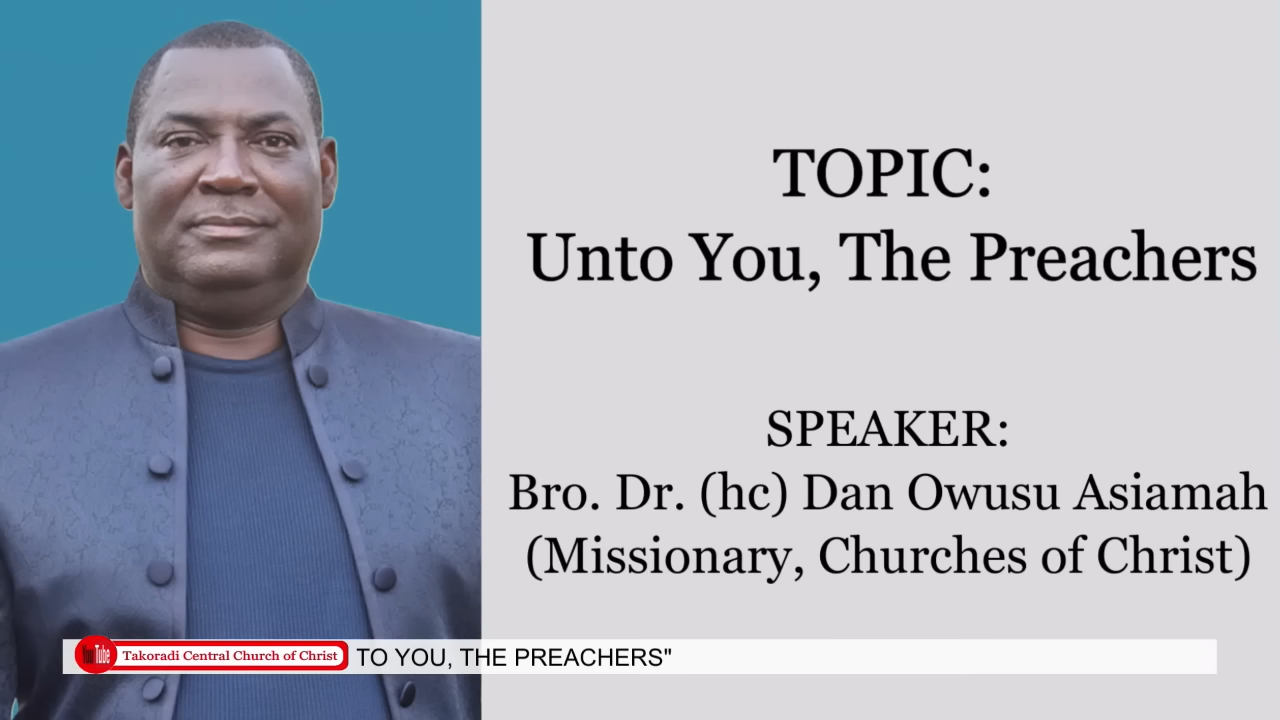 TOPIC:
Unto You, The Preachers
SPEAKER:
Bro. Dr. (hc) Dan Owusu Asiamah
(Missionary, Churches of Christ)
YouTube Takoradi Central Church of Christ TO YOU, THE PREACHERS"